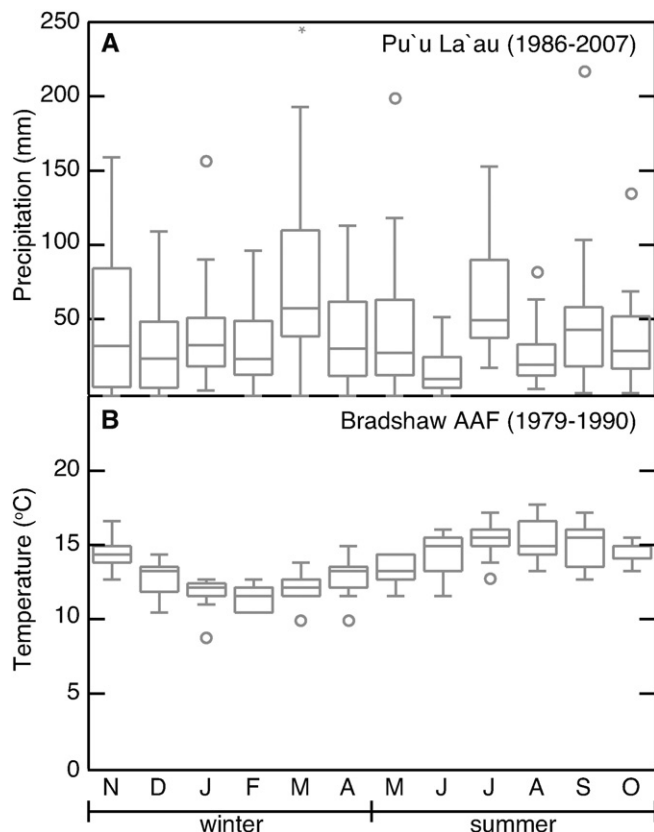 A Pu`u La`au (1986-2007)
Precipitation (mm)
250
200
150
100
50
*
B Bradshaw AAF (1979-1990)
Temperature (ºC)
20
15
10
5
0
N D J F M A M J J A S O
winter summer